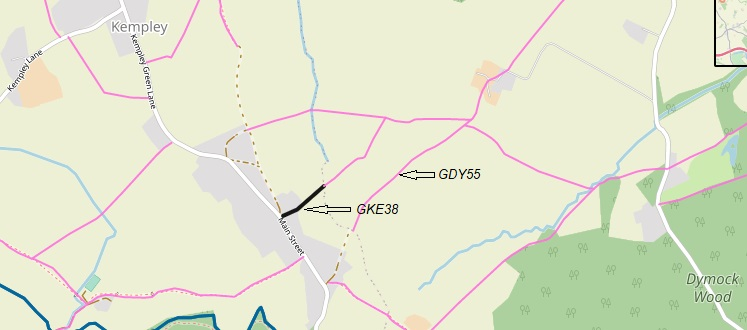 Kempley
Kempley Lane
Kempley Green Lane
GDY55
GKE38
Main Street
Dymock
Wood